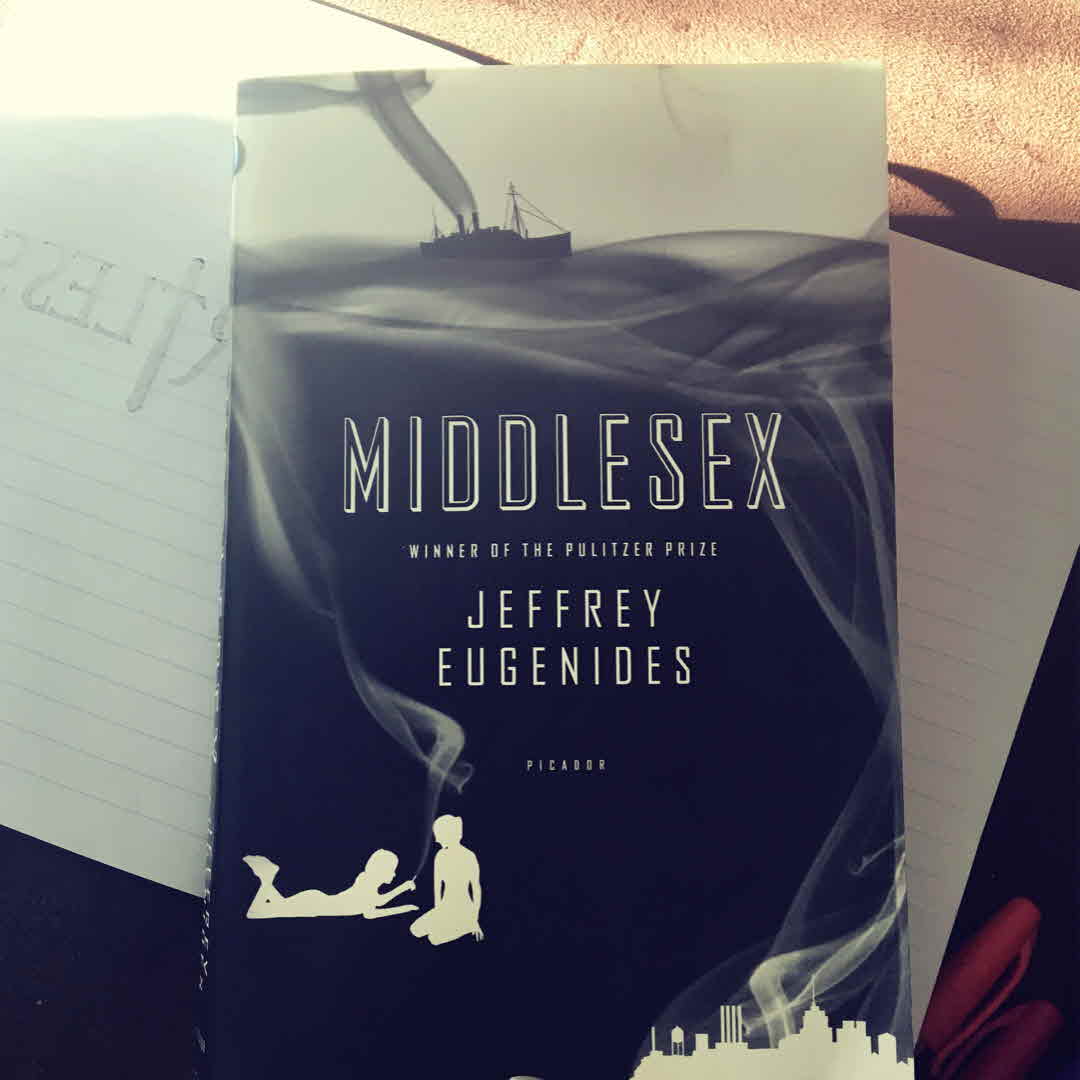 MIDDLESEX
WINNER OF THE PULITZER PRIZE
JEFFREY
EUGENIDES
PICADOR